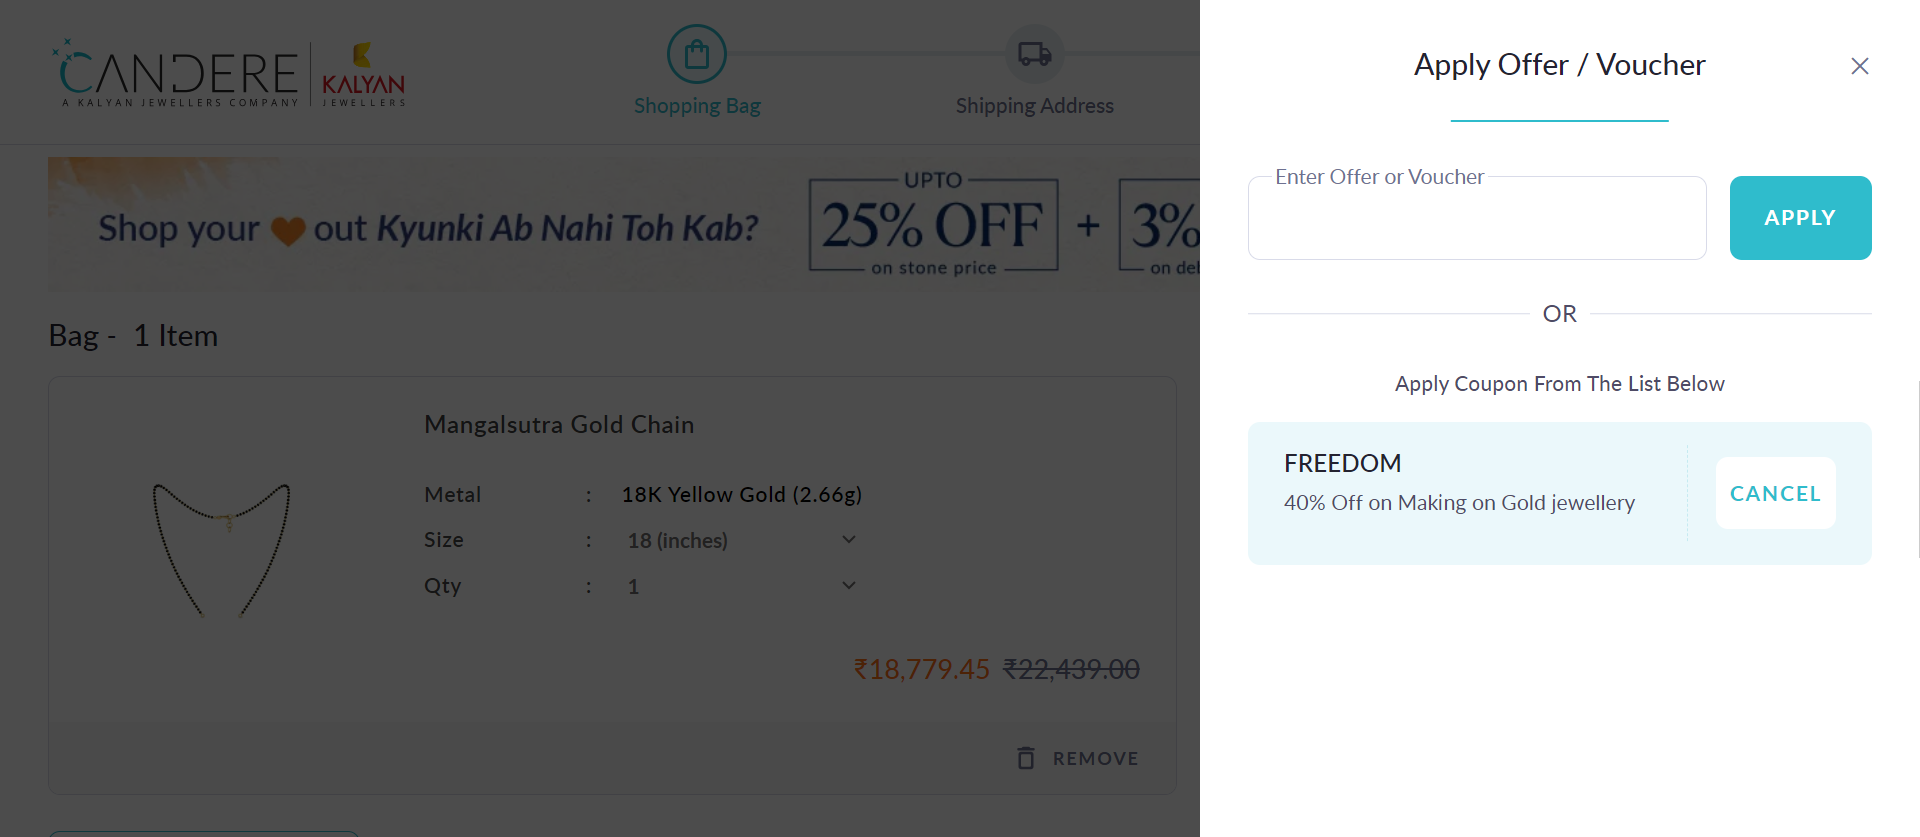 CANDERE
A KALYAN JEWELLERS COMPANY
KALYAN
JEWELLERS
Shopping Bag
Shipping Address
Shop your out Kyunki Ab Nahi Toh Kab?
UPTO
25% OFF
on stone price
+
3%
on
Bag - 1 Item
Mangalsutra Gold Chain
Metal : 18K Yellow Gold (2.66g)
Size : 18 (inches)
Qty : 1
₹18,779.45 ₹22,439.00
REMOVE
Apply Offer / Voucher
Enter Offer or Voucher
APPLY
OR
Apply Coupon From The List Below
FREEDOM
40% Off on Making on Gold jewellery
CANCEL